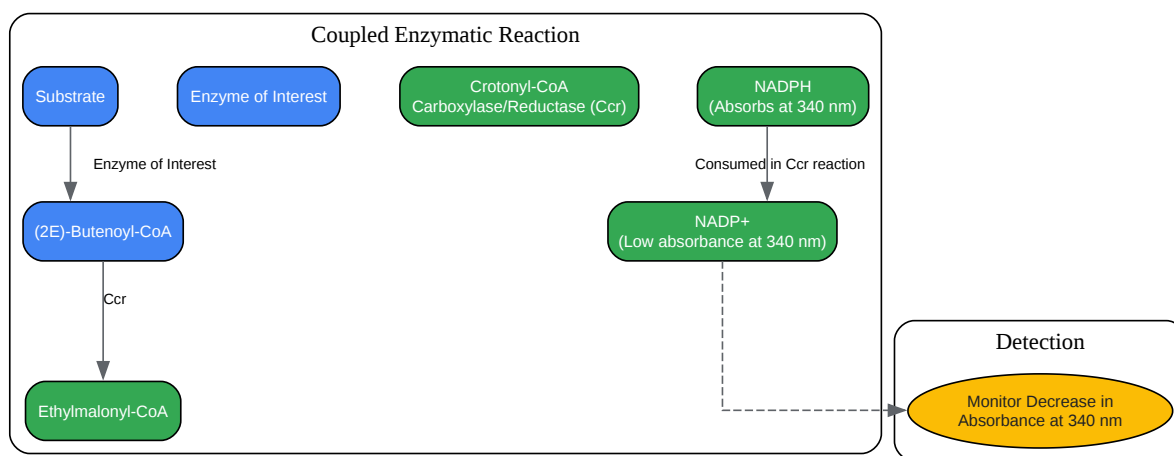 Coupled Enzymatic Reaction
Substrate
Enzyme of Interest
Crotonyl-CoA
Carboxylase/Reductase (Ccr)
NADPH
(Absorbs at 340 nm)
Enzyme of Interest
Consumed in Ccr reaction
(2E)-Butenoyl-CoA
NADP+
(Low absorbance at 340 nm)
Ccr
Ethylmalonyl-CoA
Detection
Monitor Decrease in
Absorbance at 340 nm